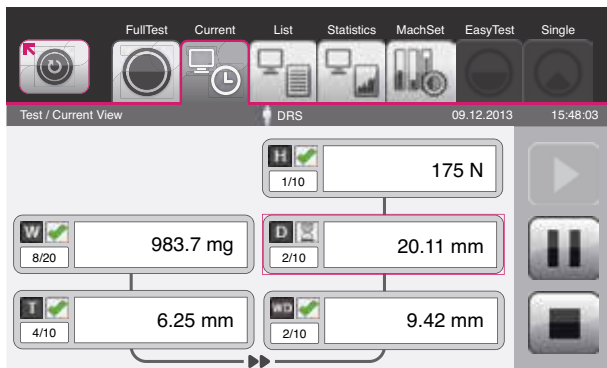 FullTest Current List Statistics MachSet EasyTest Single
Test / Current View DRS 09.12.2013 15:48:03
H 1/10 175 N
W 8/20 983.7 mg
D 2/10 20.11 mm
T 4/10 6.25 mm
WD 2/10 9.42 mm